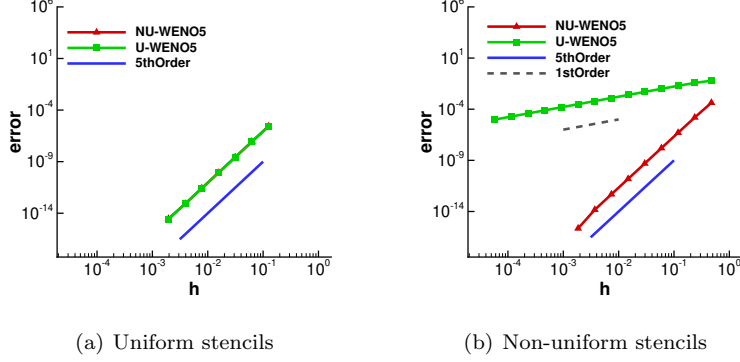 10^6
NU-WENO5
U-WENO5
5thOrder
10^1
10^-4
error
10^-9
10^-14
10^-4 10^-3 10^-2 10^-1 10^0
h
(a) Uniform stencils
10^6
NU-WENO5
U-WENO5
5thOrder
1stOrder
10^1
10^-4
error
10^-9
10^-14
10^-4 10^-3 10^-2 10^-1 10^0
h
(b) Non-uniform stencils